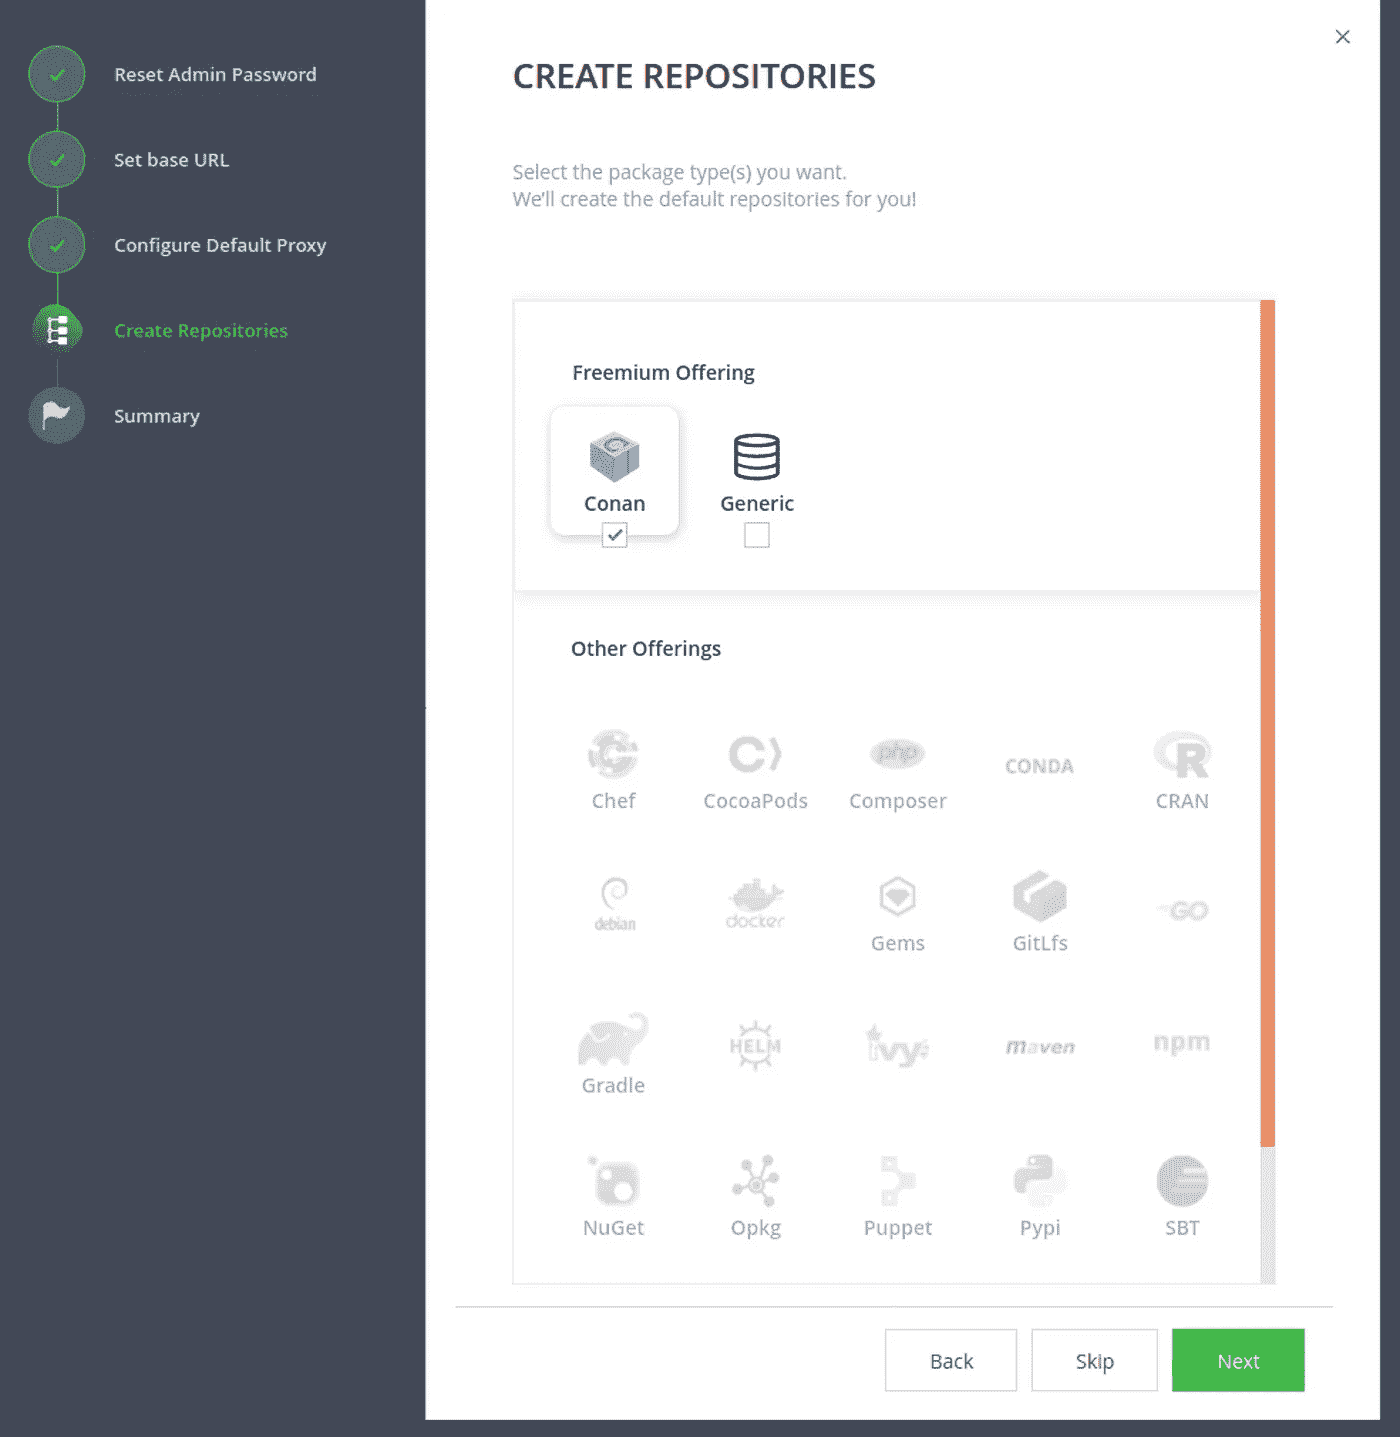 Reset Admin Password
Set base URL
Configure Default Proxy
Create Repositories
Summary
CREATE REPOSITORIES
Select the package type(s) you want.
We'll create the default repositories for you!
Freemium Offering
Conan
Generic
Other Offerings
Chef
CocoaPods
php
Composer
CONDA
CRAN
debian
docker
Gems
GitLfs
GO
Gradle
HELM
ivy
maven
npm
NuGet
Opkg
Puppet
Pypi
SBT
Back
Skip
Next